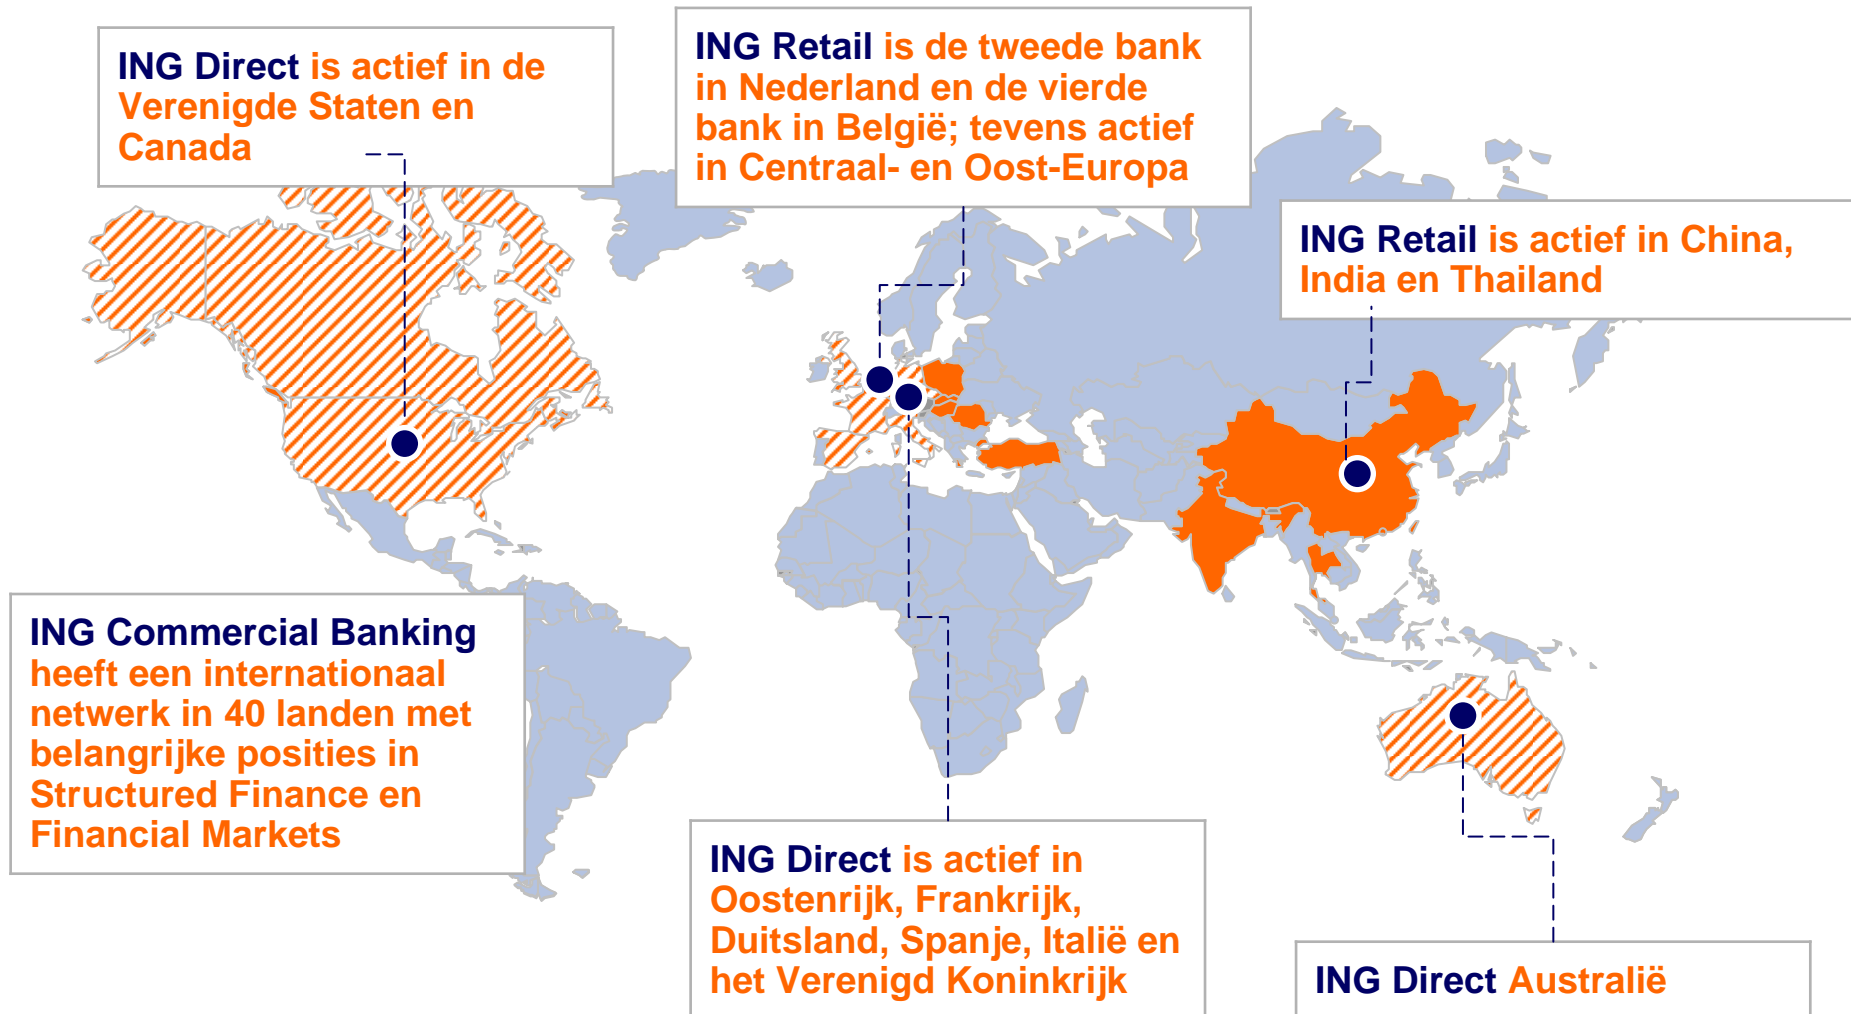 ING Direct is actief in de
Verenigde Staten en
Canada
ING Retail is de tweede bank
in Nederland en de vierde
bank in België; tevens actief
in Centraal- en Oost-Europa
ING Retail is actief in China,
India en Thailand
ING Commercial Banking
heeft een internationaal
netwerk in 40 landen met
belangrijke posities in
Structured Finance en
Financial Markets
ING Direct is actief in
Oostenrijk, Frankrijk,
Duitsland, Spanje, Italië en
het Verenigd Koninkrijk
ING Direct Australië